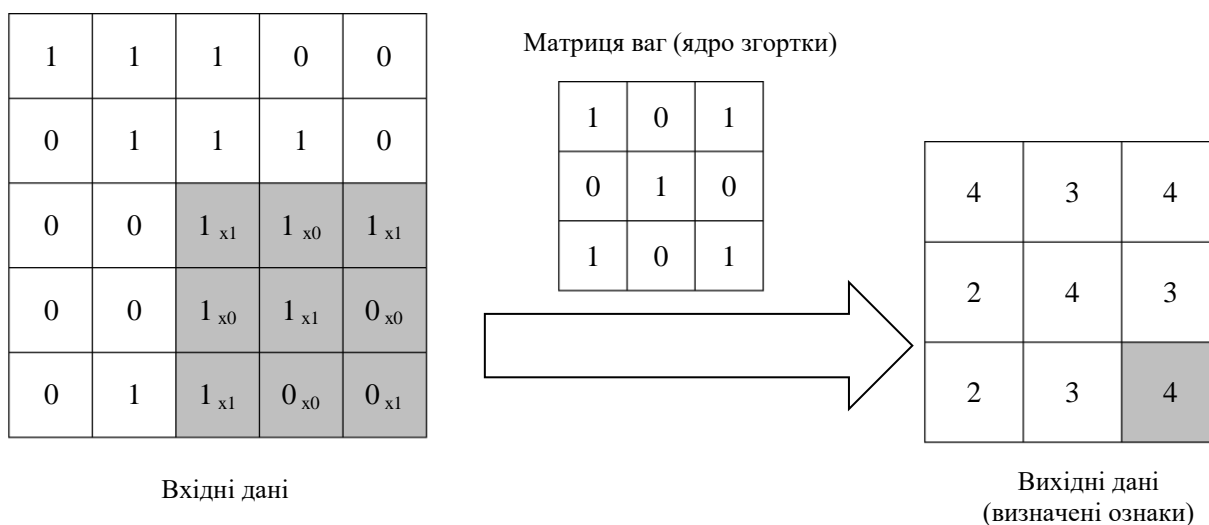 1 1 1 0 0
0 1 1 1 0
0 0 1 x1 1 x0 1 x1
0 0 1 x0 1 x1 0 x0
0 1 1 x1 0 x0 0 x1
Вхідні дані
Матриця ваг (ядро згортки)
1 0 1
0 1 0
1 0 1
4 3 4
2 4 3
2 3 4
Вихідні дані
(визначені ознаки)